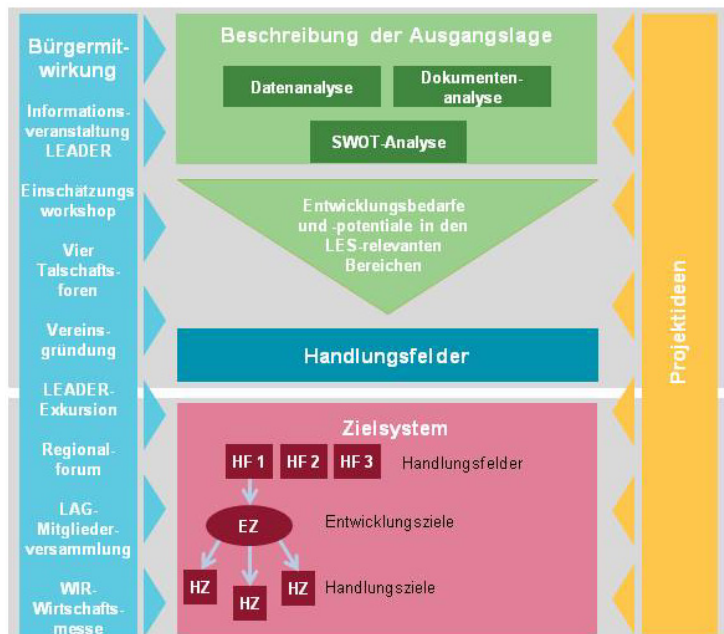 Bürgermit-
wirkung
Informations-
veranstaltung
LEADER
Einschätzungs
workshop
Vier
Talschafts-
foren
Vereins-
gründung
LEADER-
Exkursion
Regional-
forum
LAG-
Mitglieder-
versammlung
WIR-
Wirtschafts-
messe
Beschreibung der Ausgangslage
Datenanalyse
Dokumenten-
analyse
SWOT-Analyse
Entwicklungsbedarfe
und -potentiale in den
LES-relevanten
Bereichen
Handlungsfelder
Zielsystem
HF 1 HF 2 HF 3 Handlungsfelder
EZ Entwicklungsziele
HZ HZ HZ Handlungsziele
Projektideen